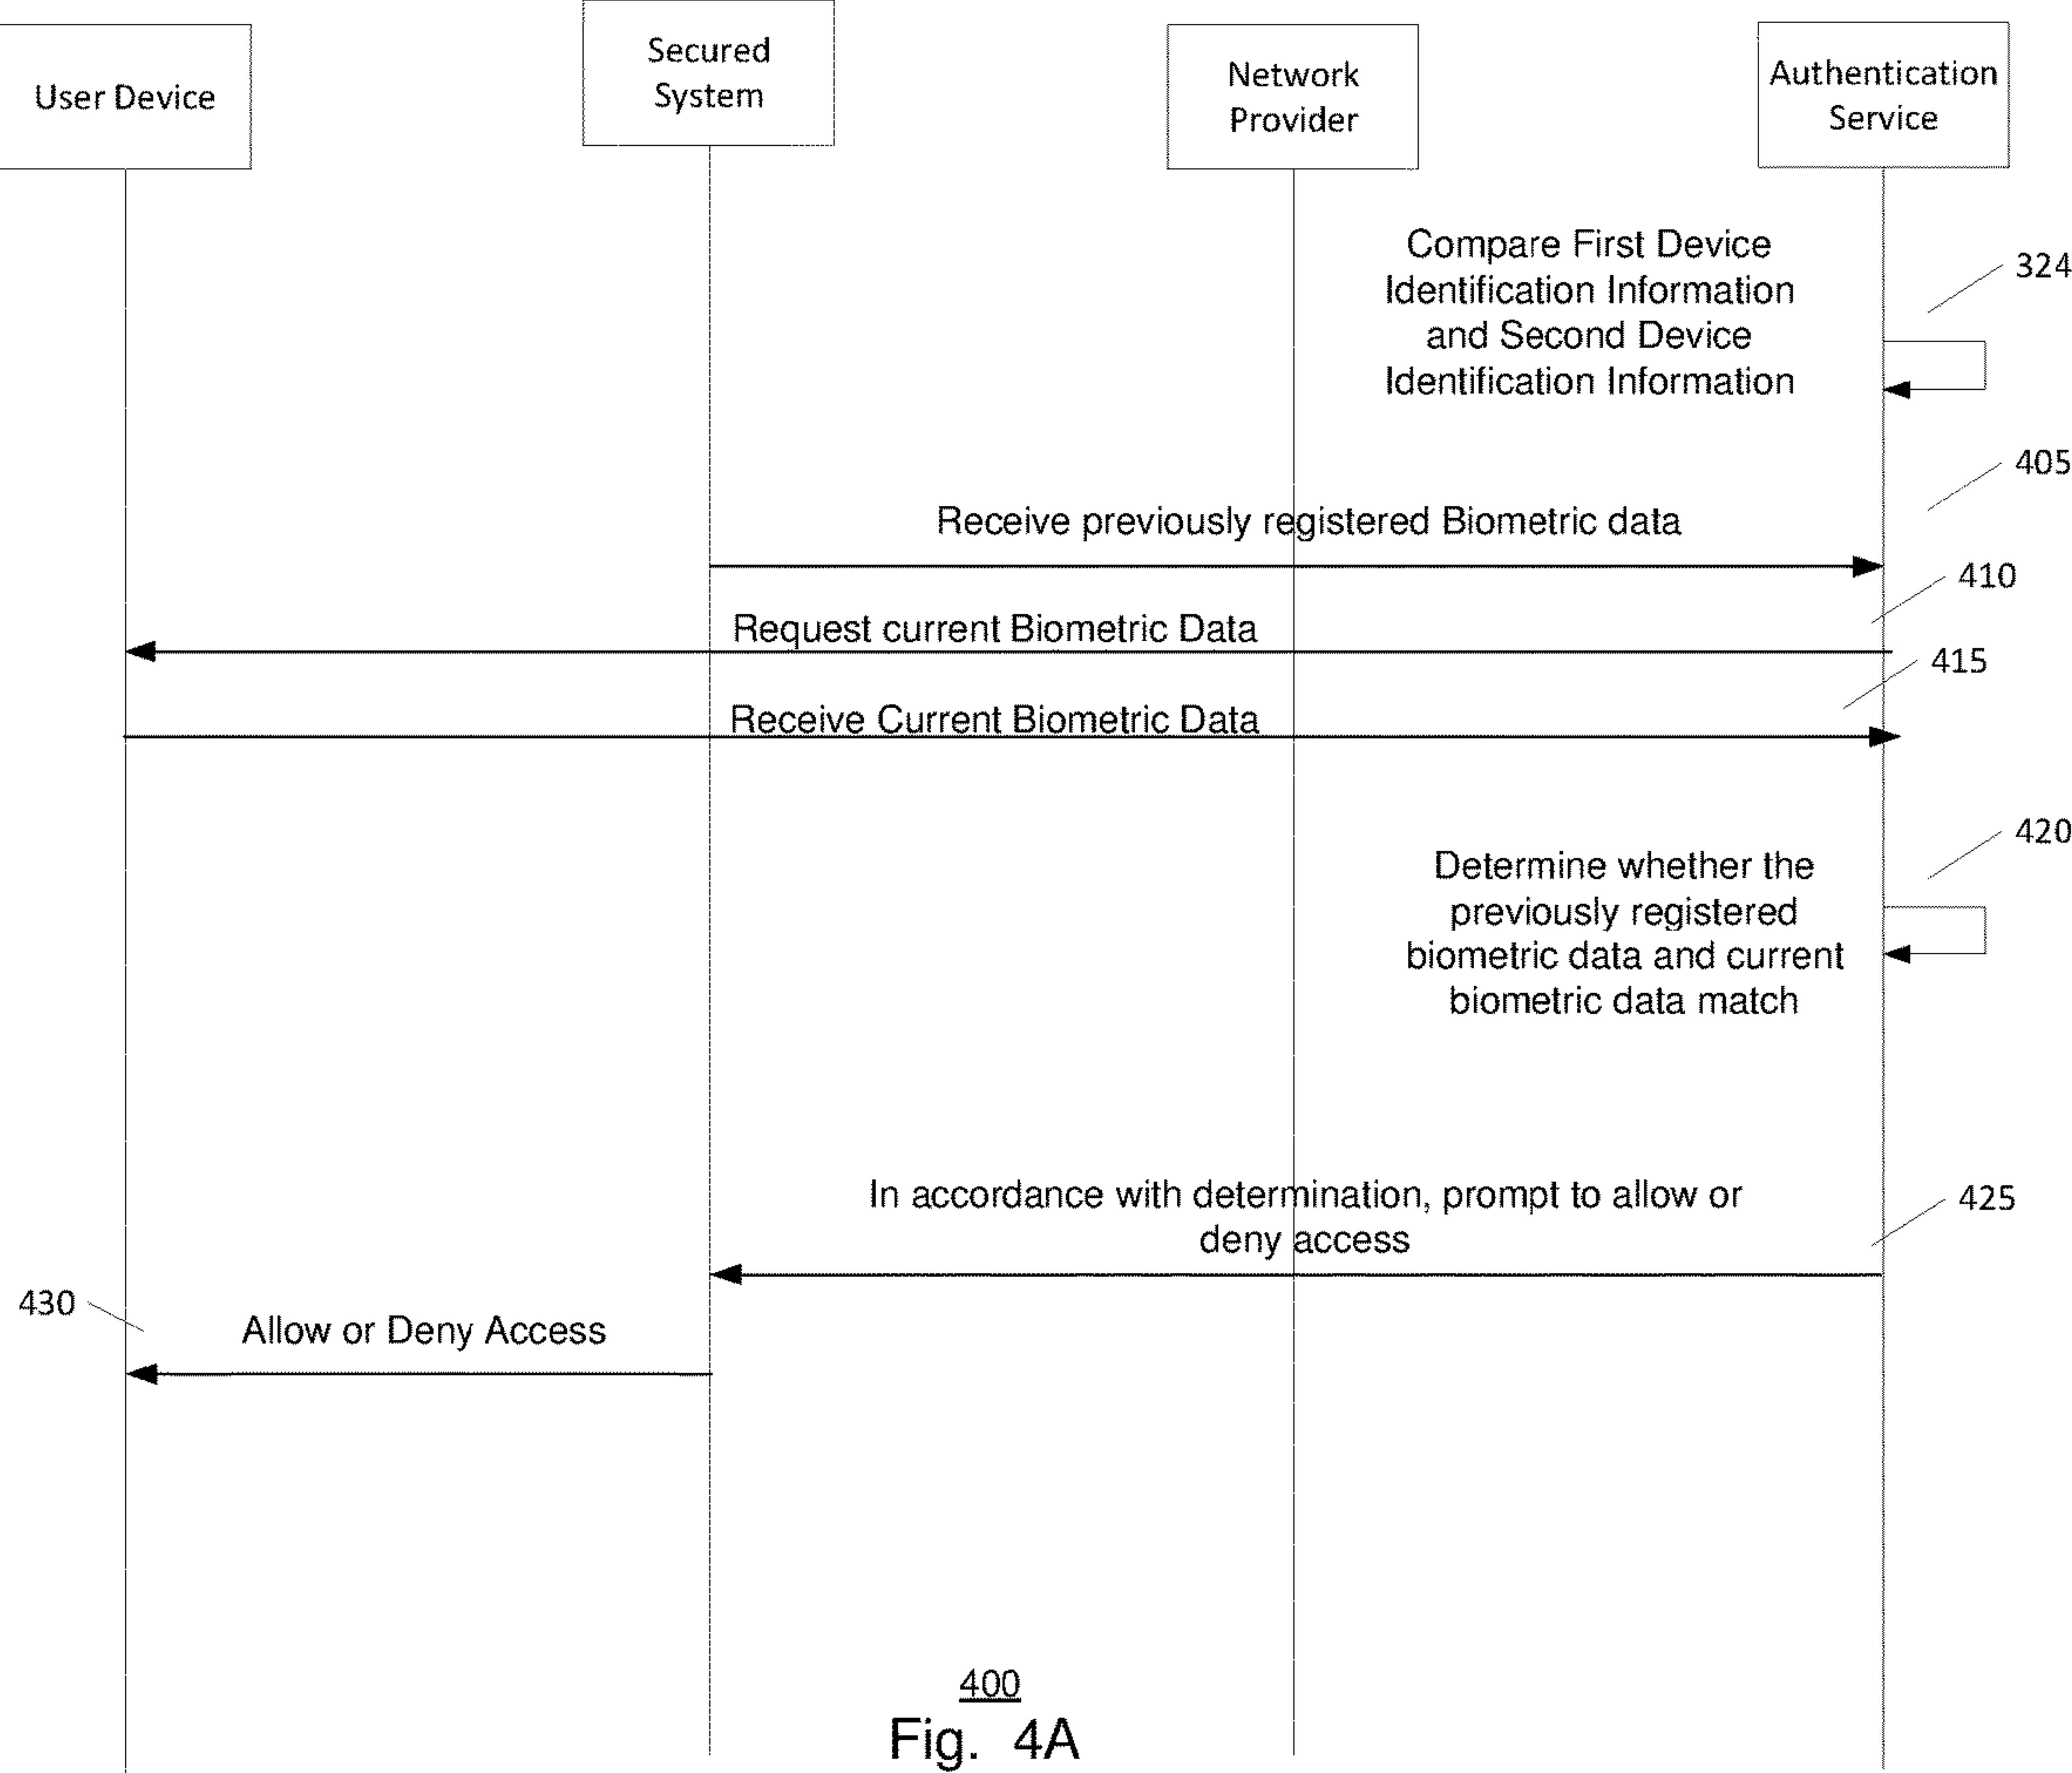 User Device
Secured
System
Network
Provider
Authentication
Service
Compare First Device
Identification Information
and Second Device
Identification Information
324
405
Receive previously registered Biometric data
410
Request current Biometric Data
415
Receive Current Biometric Data
420
Determine whether the
previously registered
biometric data and current
biometric data match
In accordance with determination, prompt to allow or
deny access
425
430
Allow or Deny Access
400
Fig. 4A